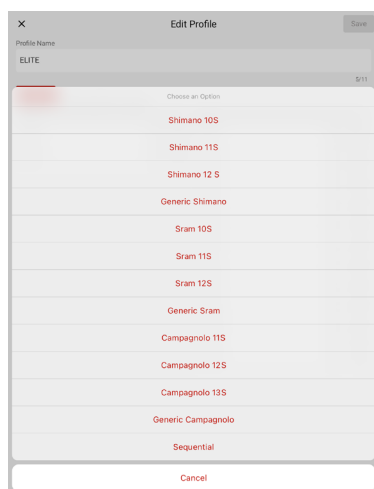 Edit Profile
Save
Profile Name
ELITE
5/11
Choose an Option
Shimano 10S
Shimano 11S
Shimano 12 S
Generic Shimano
Sram 10S
Sram 11S
Sram 12S
Generic Sram
Campagnolo 11S
Campagnolo 12S
Campagnolo 13S
Generic Campagnolo
Sequential
Cancel